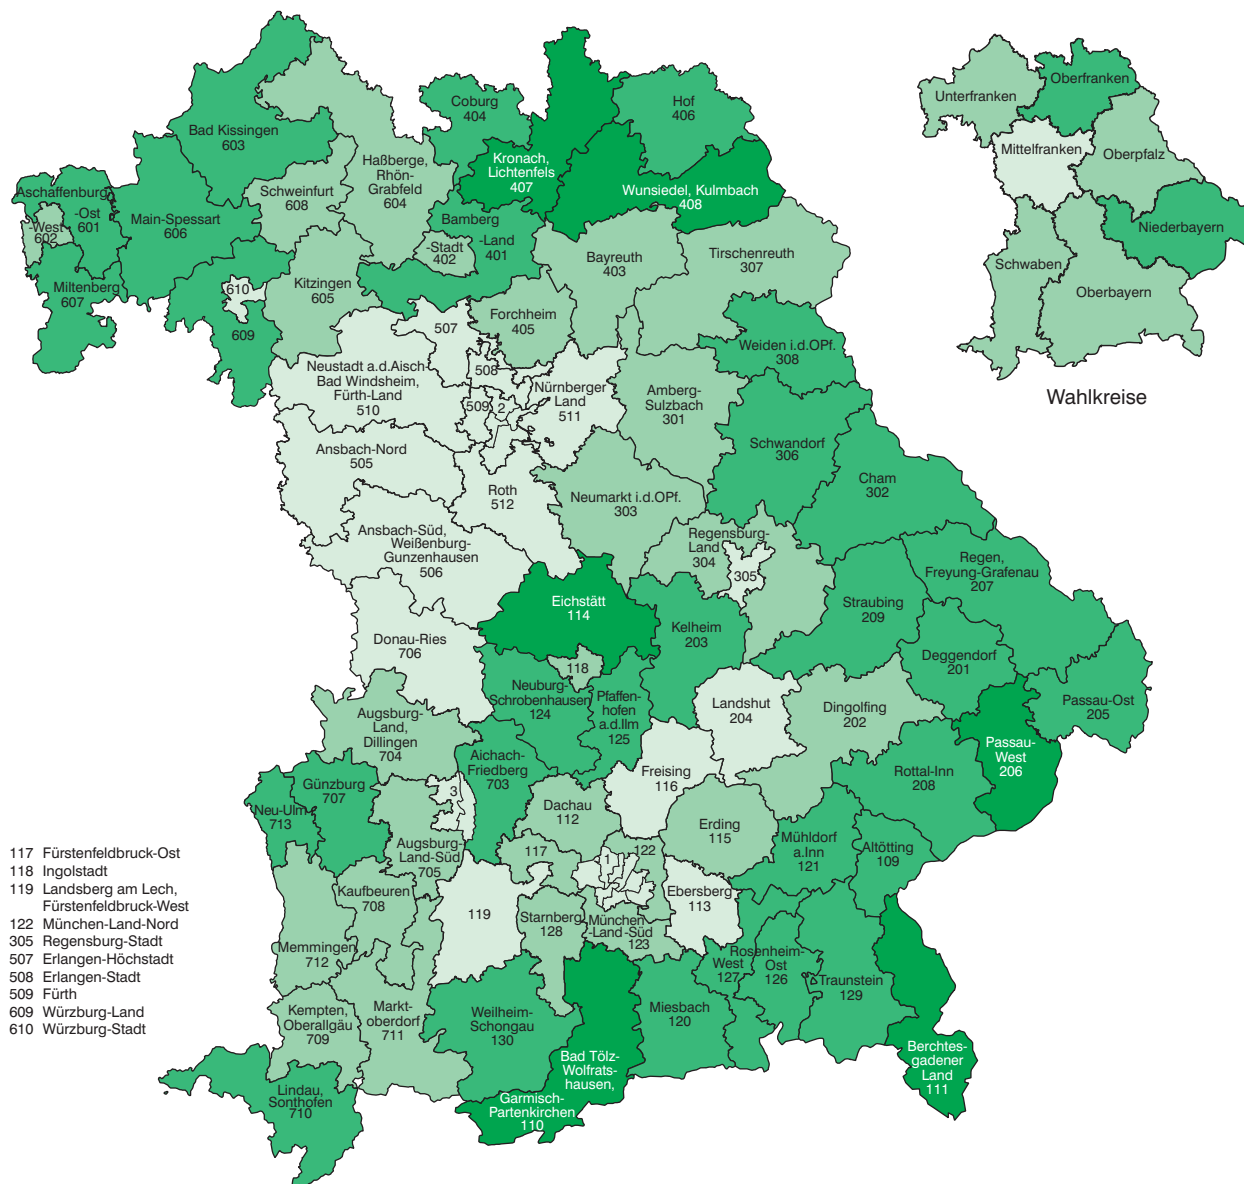 Coburg
404
Hof
406
Bad Kissingen
603
Kronach,
Lichtenfels
407
Haßberge,
Rhön-
Grabfeld
604
Wunsiedel, Kulmbach
408
Schweinfurt
608
Aschaffenburg
-Ost
601
-West
602
Main-Spessart
606
Bamberg
-Land
401
-Stadt
402
Bayreuth
403
Tirschenreuth
307
Miltenberg
607
610
609
Kitzingen
605
Forchheim
405
507
508
509
2
Weiden i.d.OPf.
308
Neustadt a.d.Aisch
Bad Windsheim,
Fürth-Land
510
Nürnberger
Land
511
Amberg-
Sulzbach
301
Schwandorf
306
Ansbach-Nord
505
Roth
512
Neumarkt i.d.OPf.
303
Cham
302
Ansbach-Süd,
Weißenburg-
Gunzenhausen
506
Regensburg-
Land
304
305
Regen,
Freyung-Grafenau
207
Eichstätt
114
Straubing
209
Kelheim
203
Donau-Ries
706
Deggendorf
201
118
Neuburg-
Schrobenhausen
124
Pfaffen-
hofen
a.d.Ilm
125
Landshut
204
Dingolfing
202
Passau-Ost
205
Augsburg-
Land,
Dillingen
704
Passau-
West
206
Aichach-
Friedberg
703
Freising
116
Rottal-Inn
208
Günzburg
707
Neu-Ulm
713
3
Dachau
112
Erding
115
Mühldorf
a.Inn
121
Altötting
109
Augsburg-
Land-Süd
705
117
122
1
Ebersberg
113
Kaufbeuren
708
119
Starnberg
128
München
-Land-Süd
123
Memmingen
712
Rosenheim-
West
127
Ost
126
Traunstein
129
Kempten,
Oberallgäu
709
Markt-
oberdorf
711
Weilheim-
Schongau
130
Miesbach
120
Bad Tölz-
Wolfrats-
hausen,
Garmisch-
Partenkirchen
110
Berchtes-
gadener
Land
111
Lindau,
Sonthofen
710
Oberfranken
Unterfranken
Mittelfranken
Oberpfalz
Niederbayern
Schwaben
Oberbayern
Wahlkreise
117 Fürstenfeldbruck-Ost
118 Ingolstadt
119 Landsberg am Lech,
Fürstenfeldbruck-West
122 München-Land-Nord
305 Regensburg-Stadt
507 Erlangen-Höchstadt
508 Erlangen-Stadt
509 Fürth
609 Würzburg-Land
610 Würzburg-Stadt